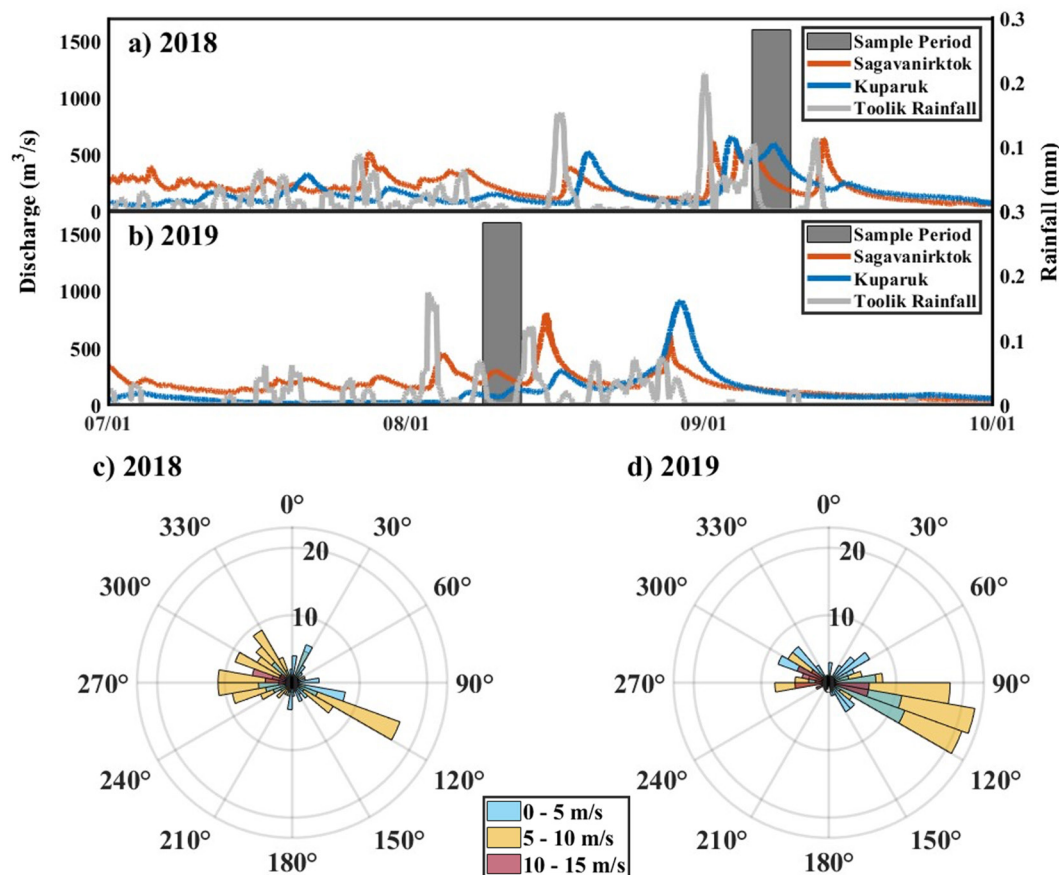 a) 2018
1500
1000
500
0
0.3
0.2
0.1
0.3
Sample Period
Sagavanirktok
Kuparuk
Toolik Rainfall
Discharge (m³/s)
Rainfall (mm)
b) 2019
1500
1000
500
0
0.2
0.1
0
Sample Period
Sagavanirktok
Kuparuk
Toolik Rainfall
07/01 08/01 09/01 10/01
c) 2018
0°
30°
60°
90°
120°
150°
180°
210°
240°
270°
300°
330°
10
20
d) 2019
0°
30°
60°
90°
120°
150°
180°
210°
240°
270°
300°
330°
10
20
0 - 5 m/s
5 - 10 m/s
10 - 15 m/s